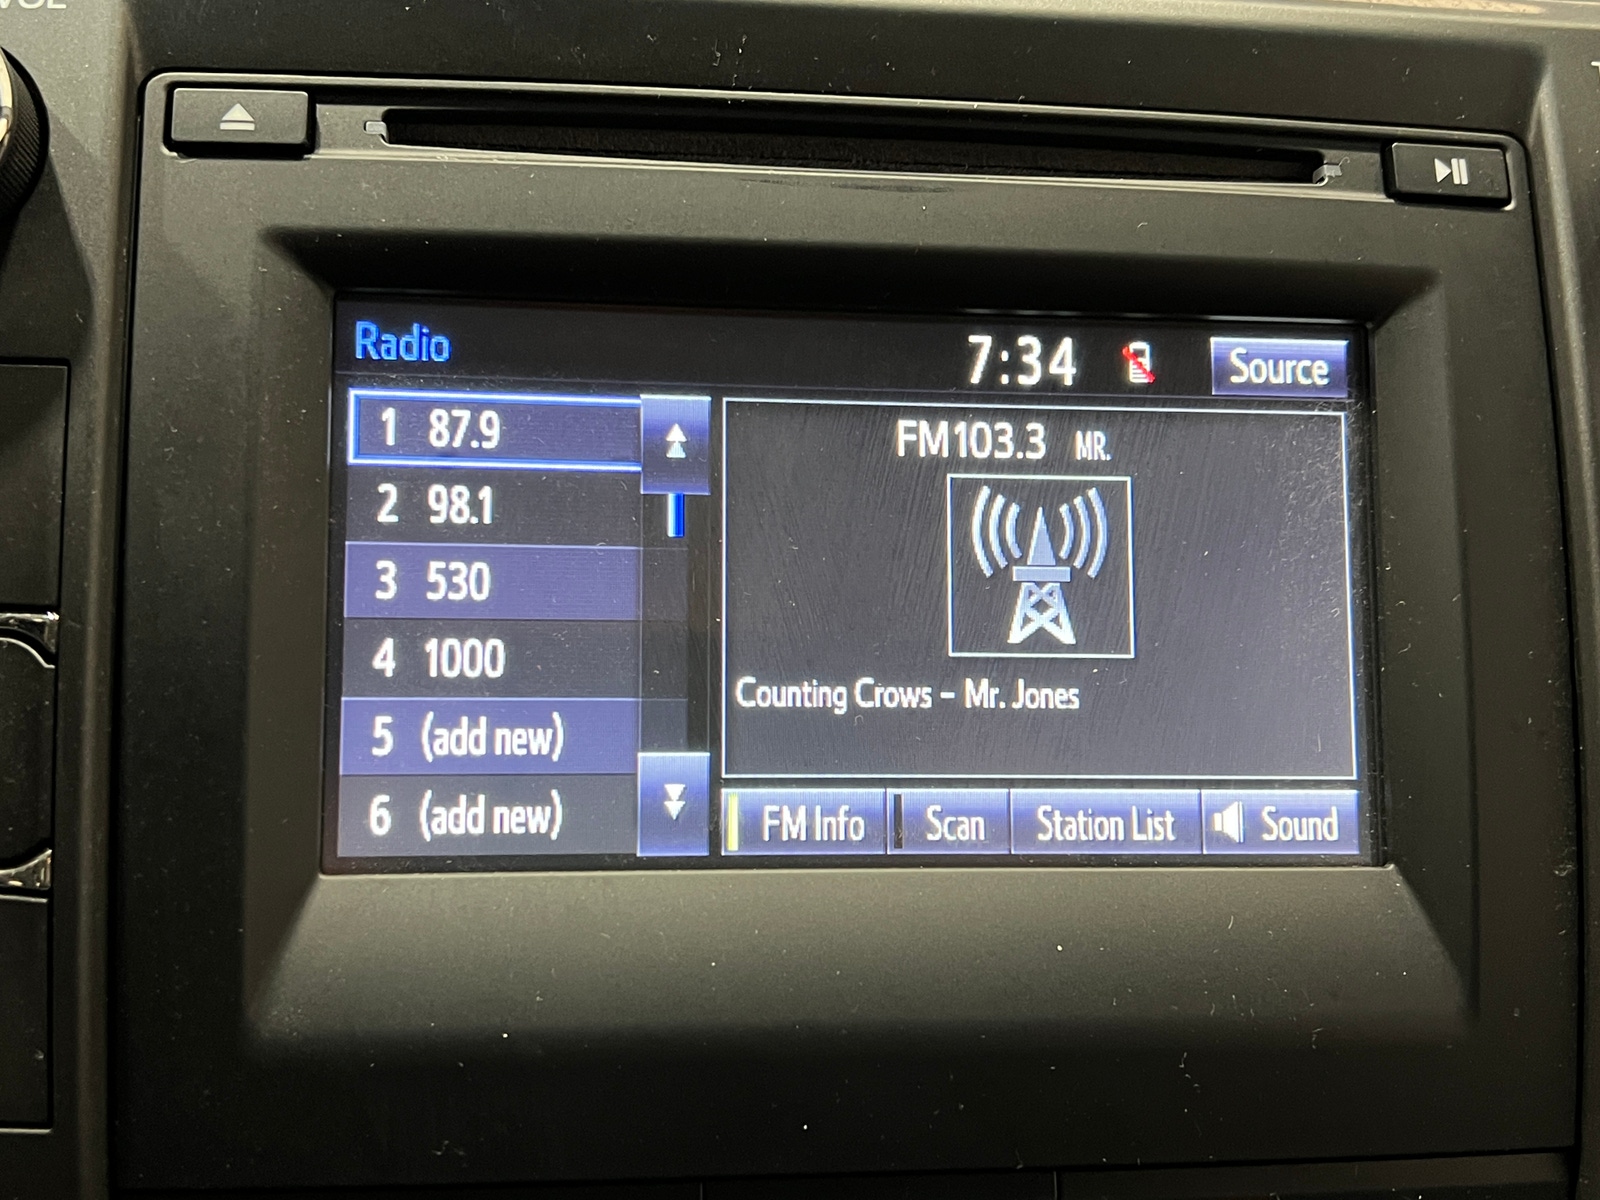 VOL
Radio
7:34
Source
1 87.9
2 98.1
3 530
4 1000
5 (add new)
6 (add new)
FM103.3 MR.
Counting Crows - Mr. Jones
FM Info
Scan
Station List
Sound